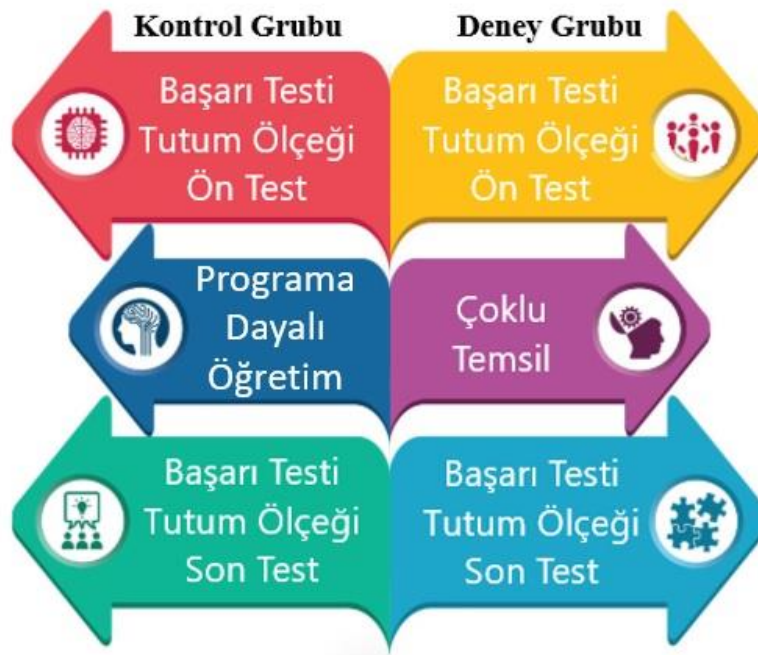 Kontrol Grubu
Deney Grubu
Başarı Testi
Tutum Ölçeği
Ön Test
Başarı Testi
Tutum Ölçeği
Ön Test
Programa
Dayalı
Öğretim
Çoklu
Temsil
Başarı Testi
Tutum Ölçeği
Son Test
Başarı Testi
Tutum Ölçeği
Son Test